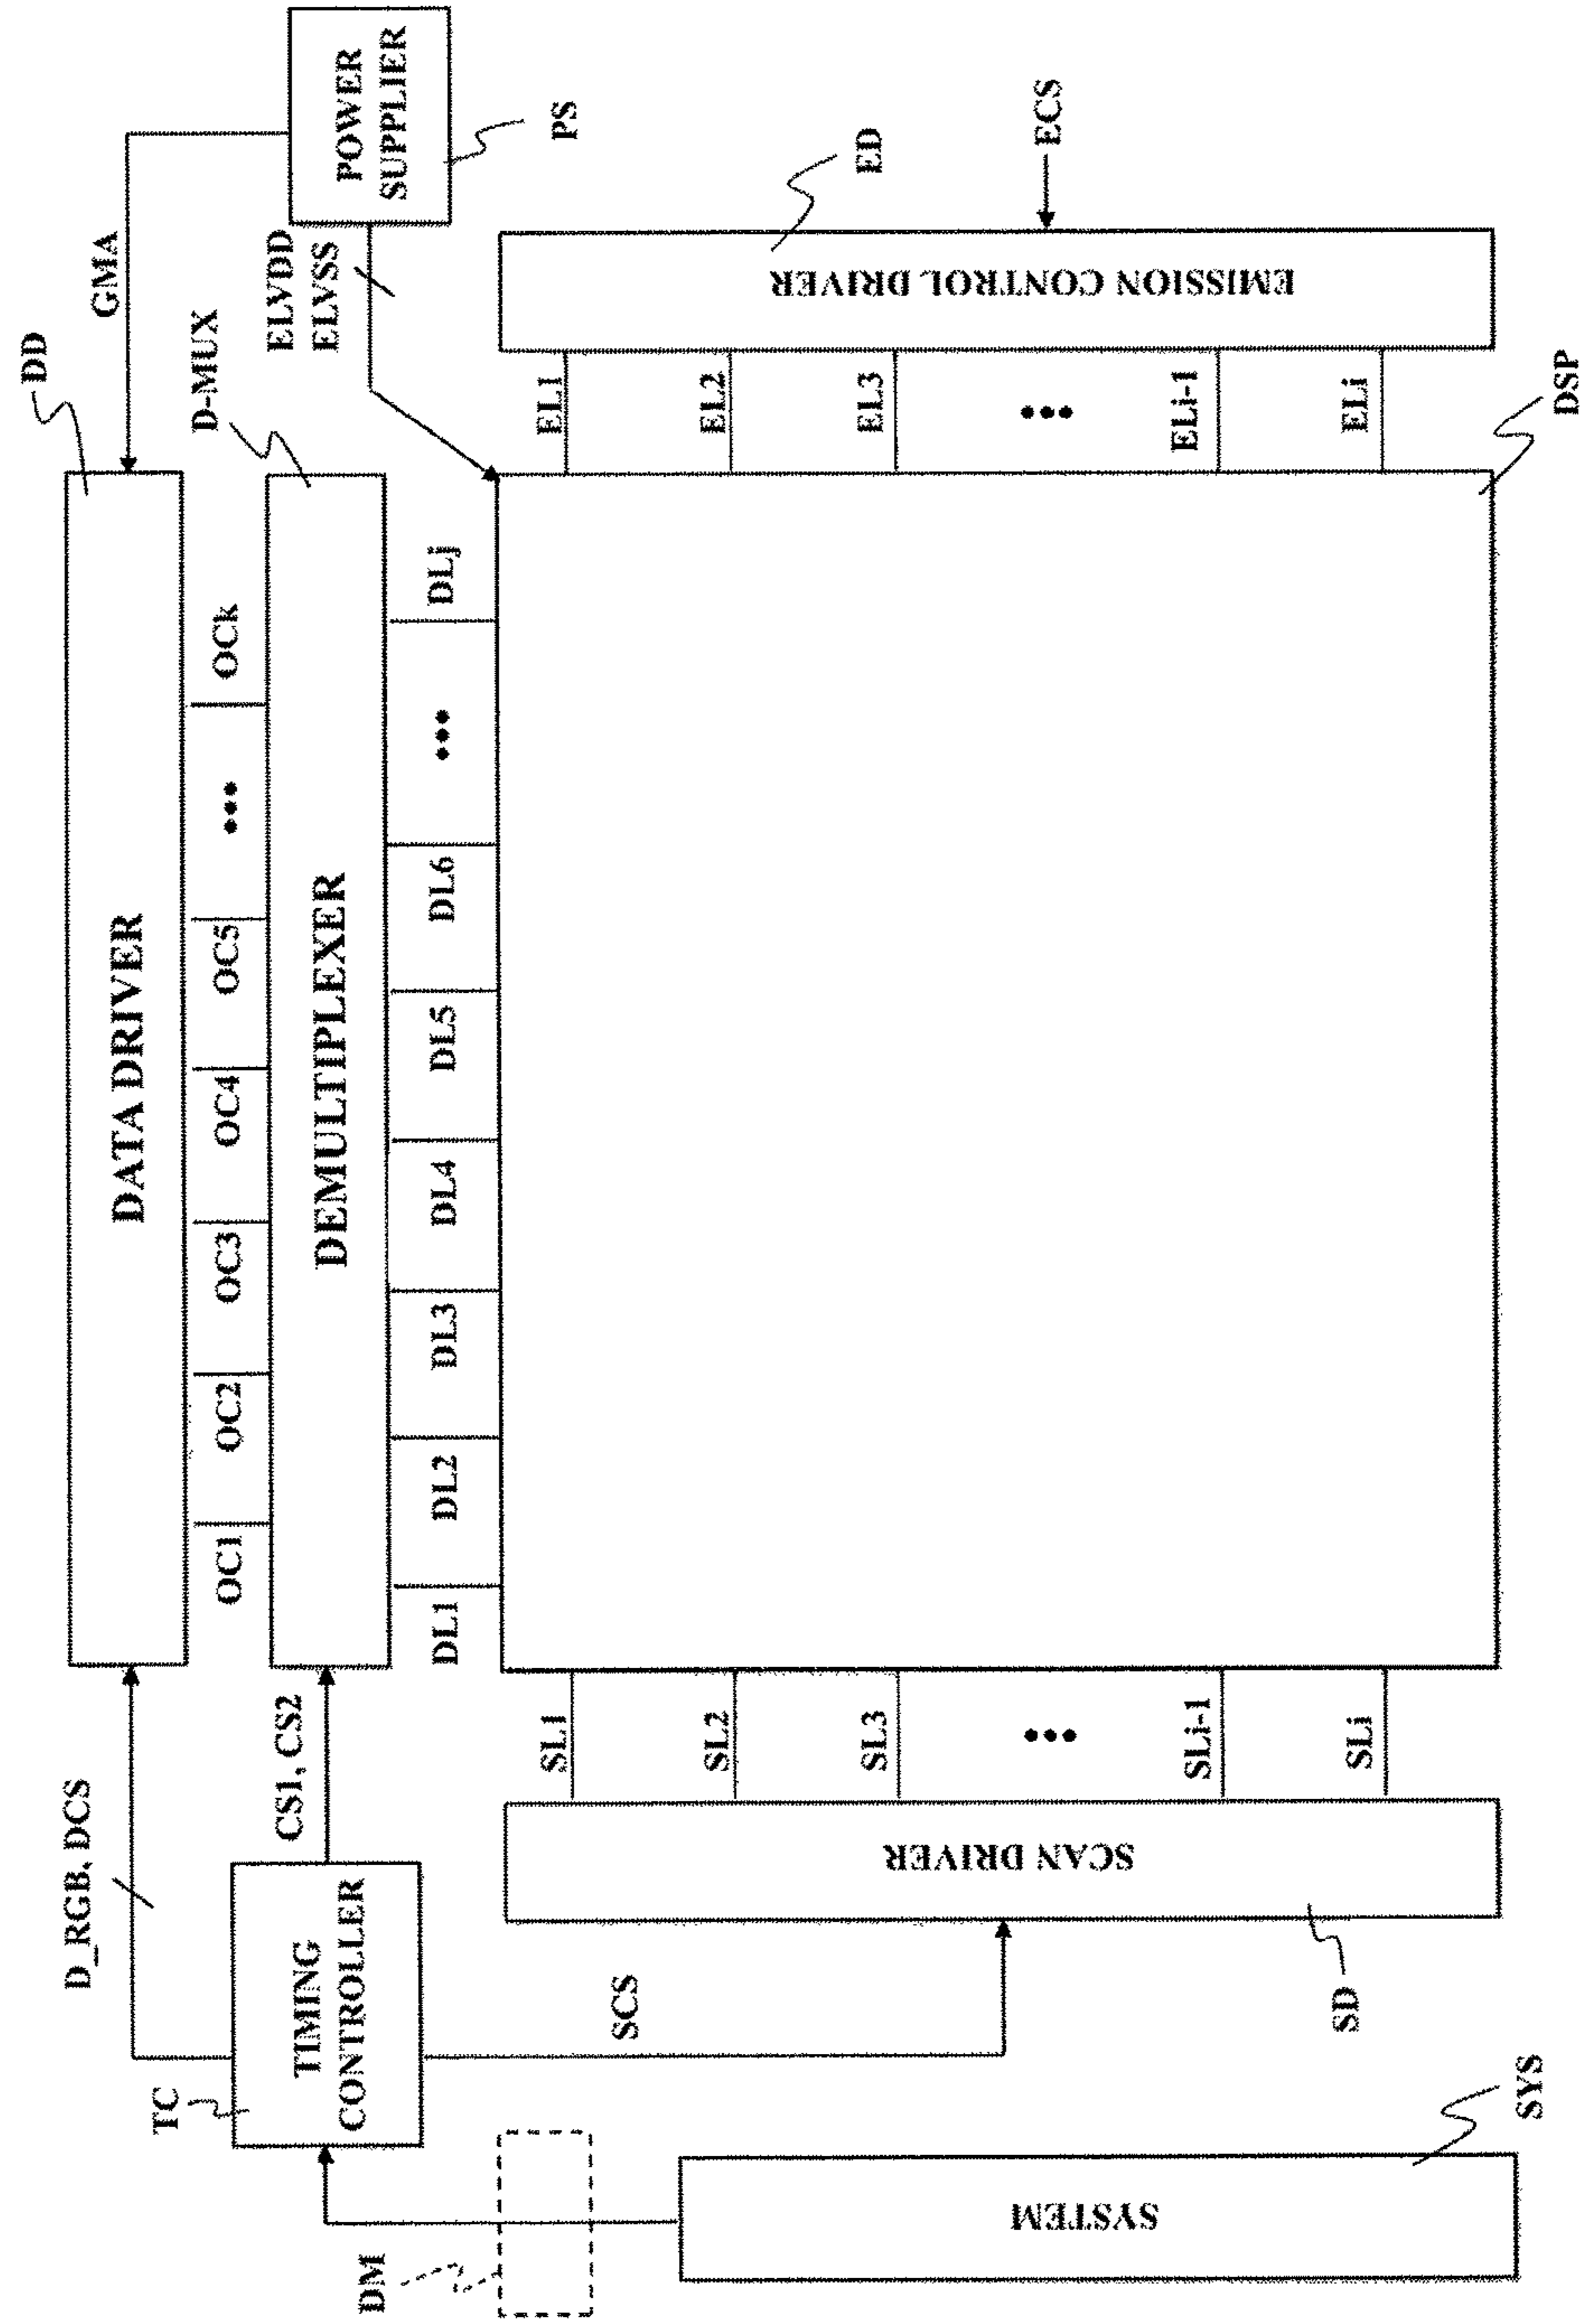 DD
GMA
POWER
SUPPLIER
PS
DATA DRIVER
D_RGB, DCS
OC1
OC2
OC3
OC4
OC5
•••
OCk
D-MUX
ELVDD
ELVSS
TC
TIMING
CONTROLLER
CS1, CS2
DEMULTIPLEXER
DL1
DL2
DL3
DL4
DL5
DL6
•••
DLj
SCS
SCAN DRIVER
SD
SL1
SL2
SL3
•••
SLi-1
SLi
EL1
EL2
EL3
•••
ELi-1
ELi
EMISSION CONTROL DRIVER
ED
ECS
DSP
DM
SYSTEM
SYS